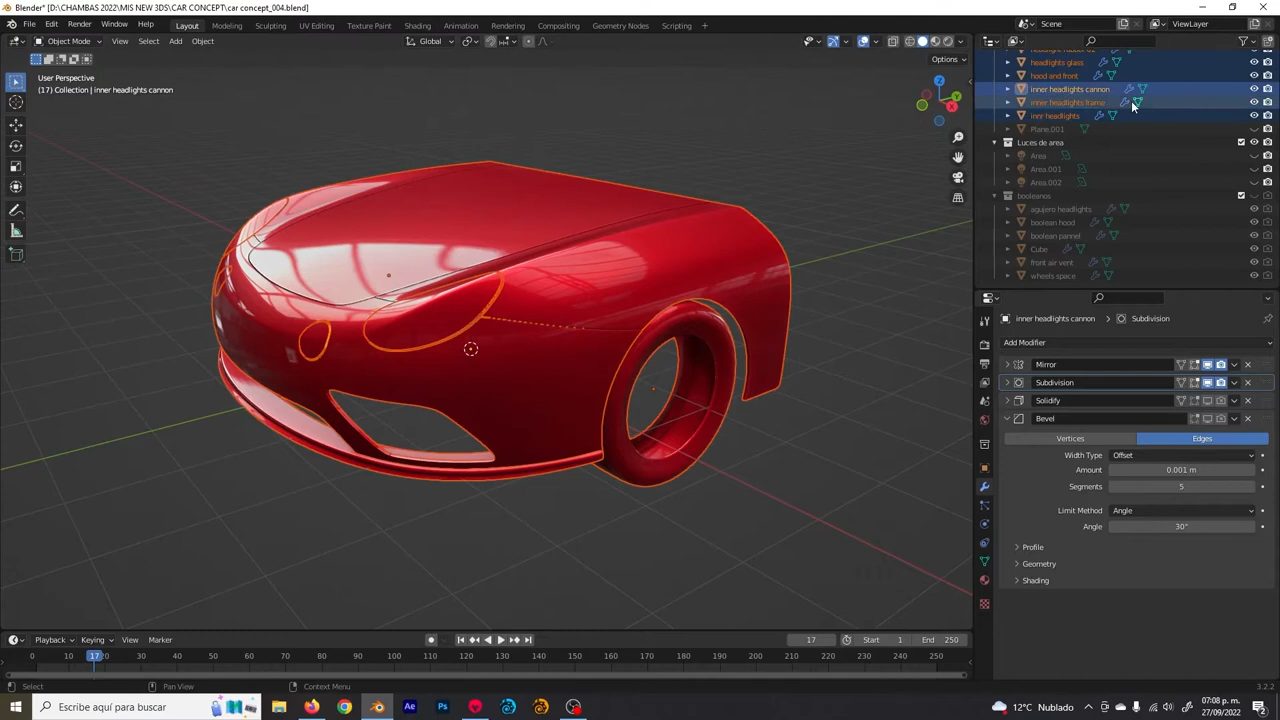 Blender* [D:\CHAMBAS 2022\MIS NEW 3DS\CAR CONCEPT\car concept_004.blend]
File Edit Render Window Help Layout Modeling Sculpting UV Editing Texture Paint Shading Animation Rendering Compositing Geometry Nodes Scripting + Scene ViewLayer
Object Mode View Select Add Object Global
Options
User Perspective
(17) Collection | inner headlights cannon
X
Y
Z
headlights glass
hood and front
inner headlights cannon
inner headlights frame
innr headlights
Plane.001
Luces de area
Area
Area.001
Area.002
booleanos
agujero headlights
boolean hood
boolean pannel
Cube
front air vent
wheels space
inner headlights cannon > Subdivision
Add Modifier
Mirror
Subdivision
Solidify
Bevel
Vertices Edges
Width Type Offset
Amount 0.001 m
Segments 5
Limit Method Angle
Angle 30°
Profile
Geometry
Shading
Playback Keying View Marker 17 Start 1 End 250
0 10 17 20 30 40 50 60 70 80 90 100 110 120 130 140 150 160 170 180 190 200 210 220 230 240 250
Select Pan View Context Menu 3.2.2
Escribe aquí para buscar Ae Ps 12°C Nublado 07:08 p. m.
27/09/2022